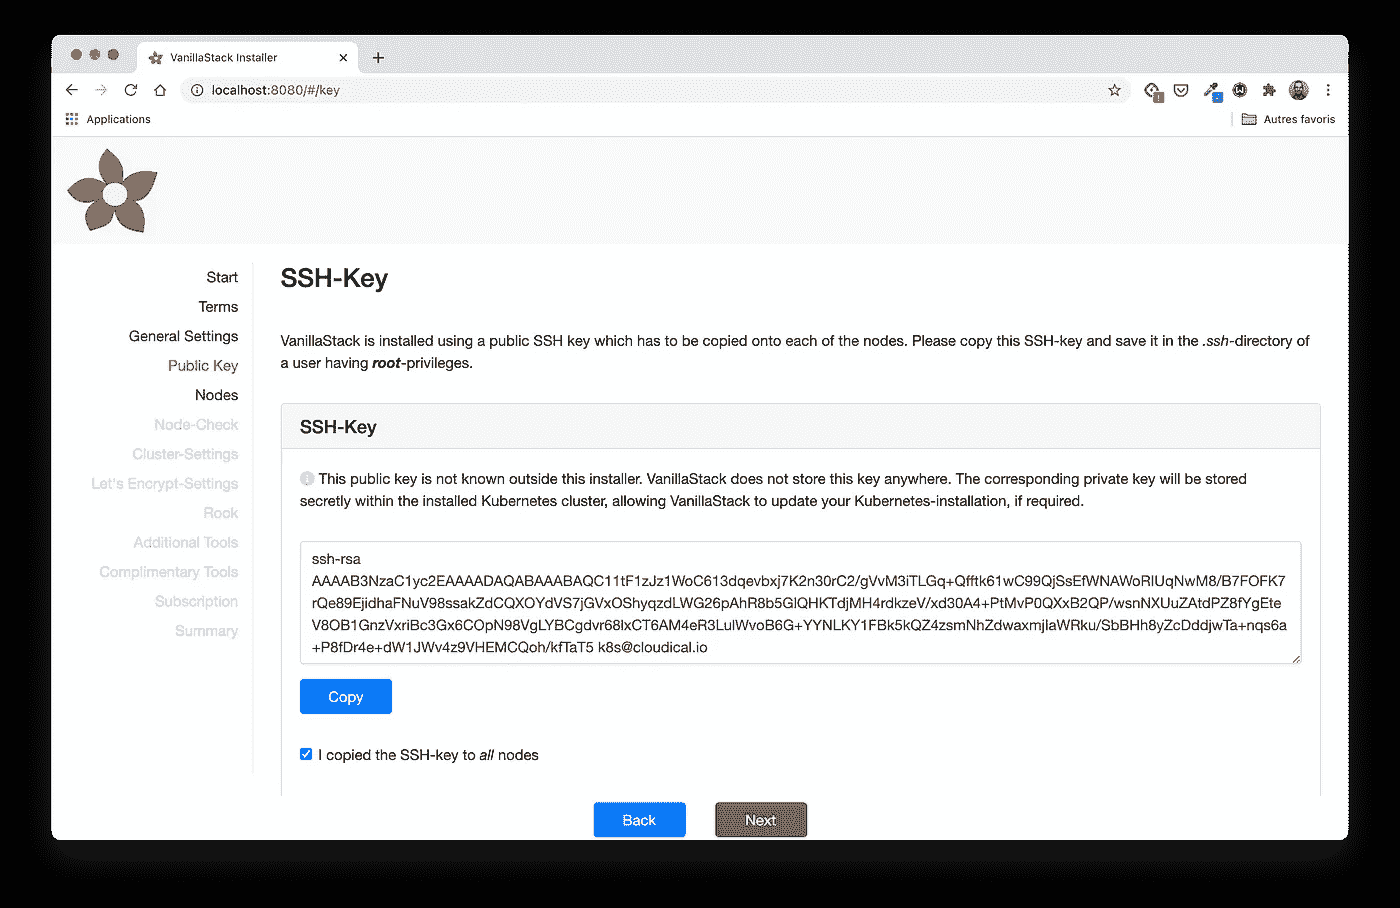 VanillaStack Installer
localhost:8080/#/key
Applications
Autres favoris
Start
Terms
General Settings
Public Key
Nodes
Node-Check
Cluster-Settings
Let's Encrypt-Settings
Rook
Additional Tools
Complimentary Tools
Subscription
Summary
SSH-Key
VanillaStack is installed using a public SSH key which has to be copied onto each of the nodes. Please copy this SSH-key and save it in the .ssh-directory of
a user having root-privileges.
SSH-Key
This public key is not known outside this installer. VanillaStack does not store this key anywhere. The corresponding private key will be stored
secretly within the installed Kubernetes cluster, allowing VanillaStack to update your Kubernetes-installation, if required.
ssh-rsa
AAAAB3NzaC1yc2EAAAADAQABAAABAQC11tF1zJz1WoC613dqevbxj7K2n30rC2/gVvM3iTLGq+Qfftk61wC99QjSsEfWNAWoRlUqNwM8/B7FOFK7
rQe89EjidhaFNuV98ssakZdCQXOYdVS7jGVxOShyqzdLWG26pAhR8b5GlQHKTdjMH4rdkzeV/xd30A4+PtMvP0QXxB2QP/wsnNXUuZAtdPZ8fYgEte
V8OB1GnzVxriBc3Gx6COpN98VgLYBCgdvr68lxCT6AM4eR3LulWvoB6G+YYNLKY1FBk5kQZ4zsmNhZdwaxmjlaWRku/SbBHh8yZcDddjwTa+nqs6a
+P8fDr4e+dW1JWv4z9VHEMCQoh/kfTaT5 k8s@cloudical.io
Copy
I copied the SSH-key to all nodes
Back
Next